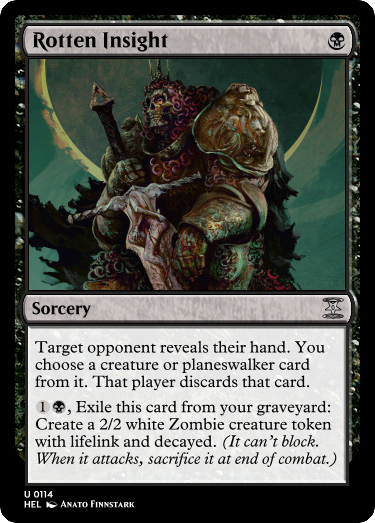 Rotten Insight
Sorcery
Target opponent reveals their hand. You
choose a creature or planeswalker card
from it. That player discards that card.
1, Exile this card from your graveyard:
Create a 2/2 white Zombie creature token
with lifelink and decayed. (It can't block.
When it attacks, sacrifice it at end of combat.)
U 0114
HEL Anato Finnstark